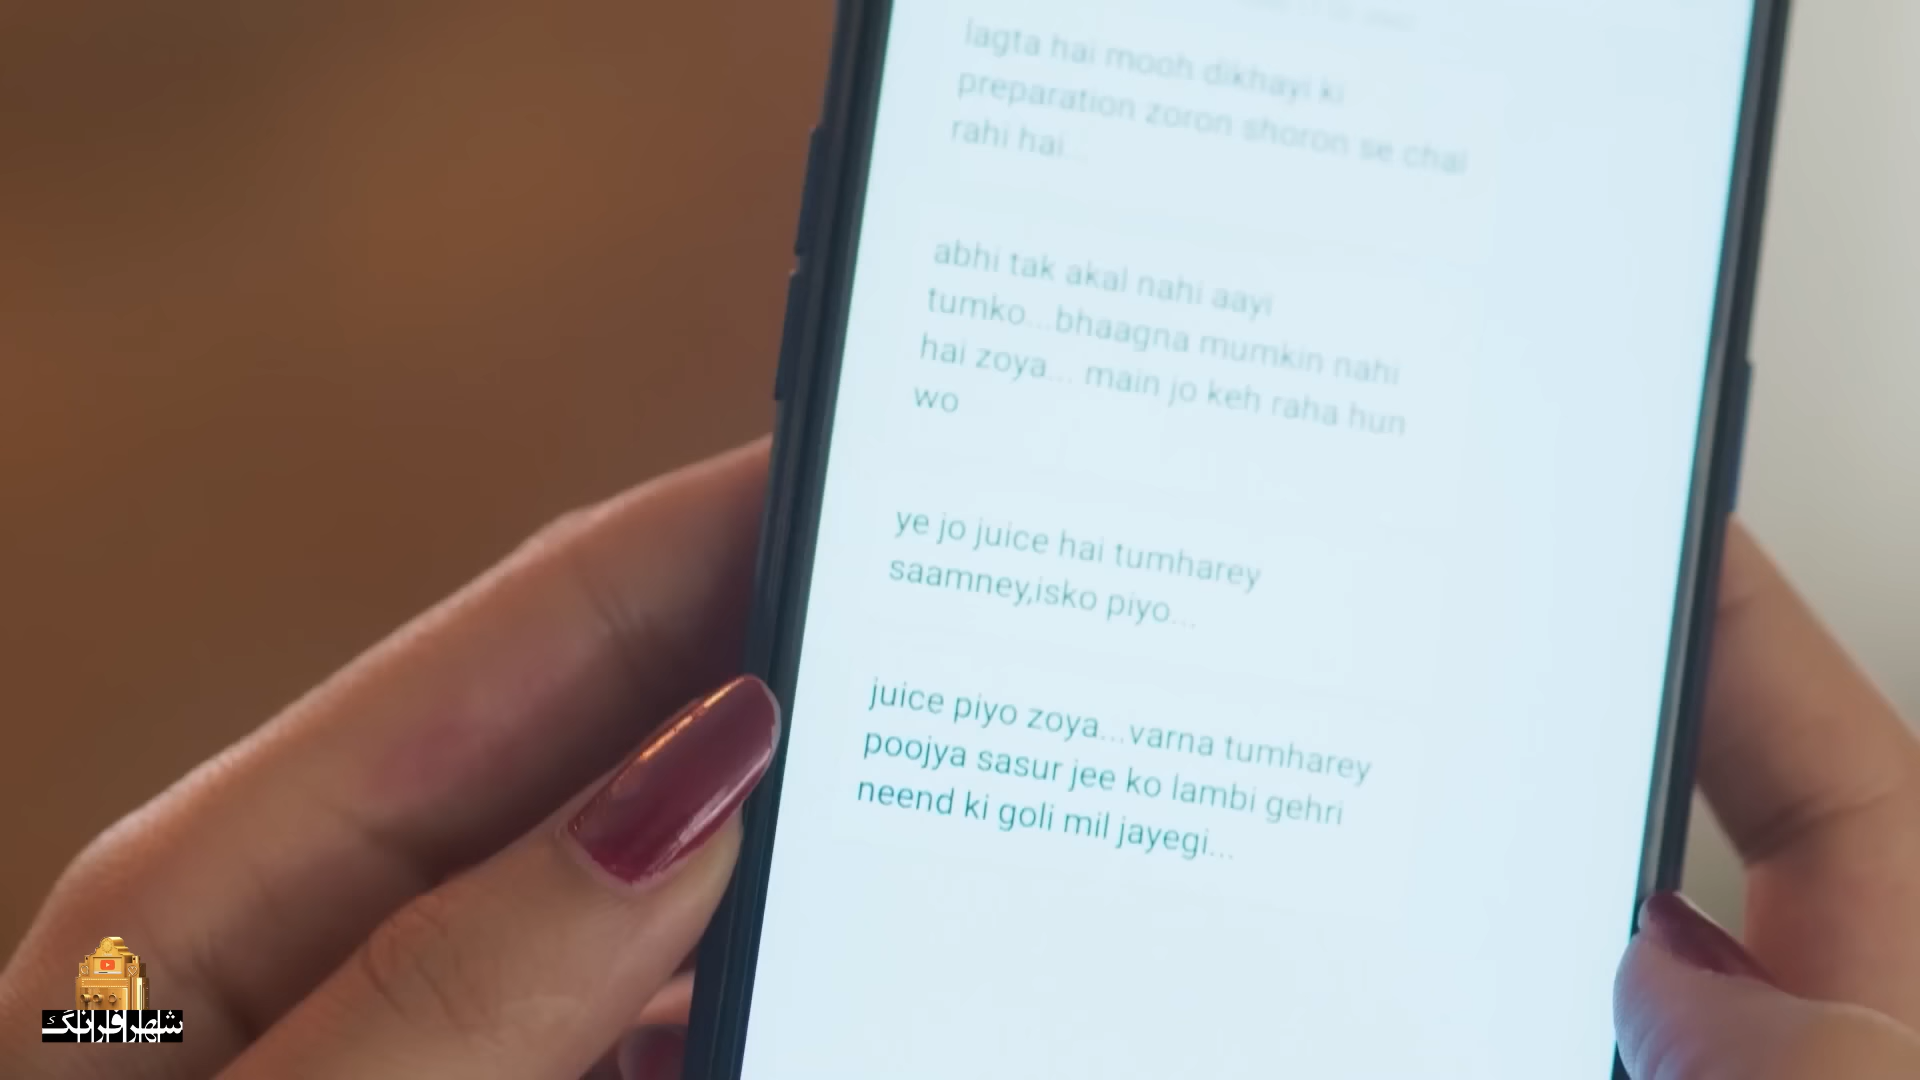 lagta hai mooh dikhayi ki
preparation zoron shoron se chal
rahi hai...
abhi tak akal nahi aayi
tumko...bhaagna mumkin nahi
hai zoya... main jo keh raha hun
wo
ye jo juice hai tumharey
saamney,isko piyo...
juice piyo zoya...varna tumharey
poojya sasur jee ko lambi gehri
neend ki goli mil jayegi...
شهرافرنگ